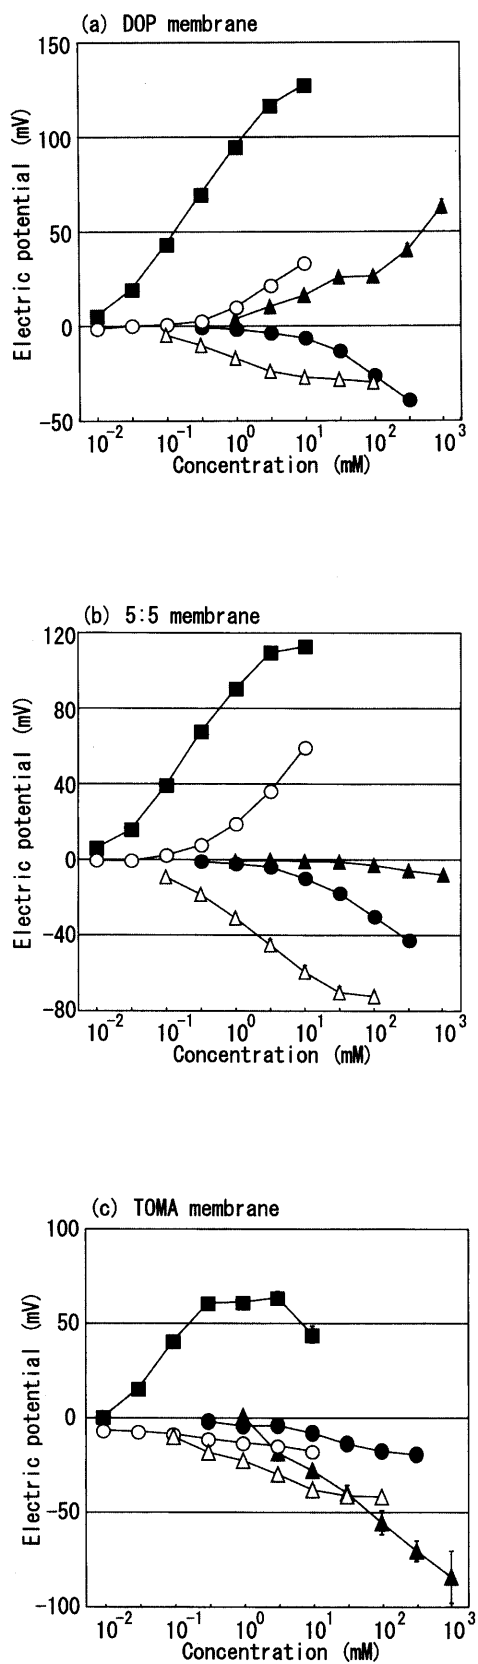 (a) DOP membrane
150
100
50
0
-50
Electric potential (mV)
10⁻² 10⁻¹ 10⁰ 10¹ 10² 10³
Concentration (mM)
(b) 5:5 membrane
120
80
40
0
-40
-80
Electric potential (mV)
10⁻² 10⁻¹ 10⁰ 10¹ 10² 10³
Concentration (mM)
(c) TOMA membrane
100
50
0
-50
-100
Electric potential (mV)
10⁻² 10⁻¹ 10⁰ 10¹ 10² 10³
Concentration (mM)